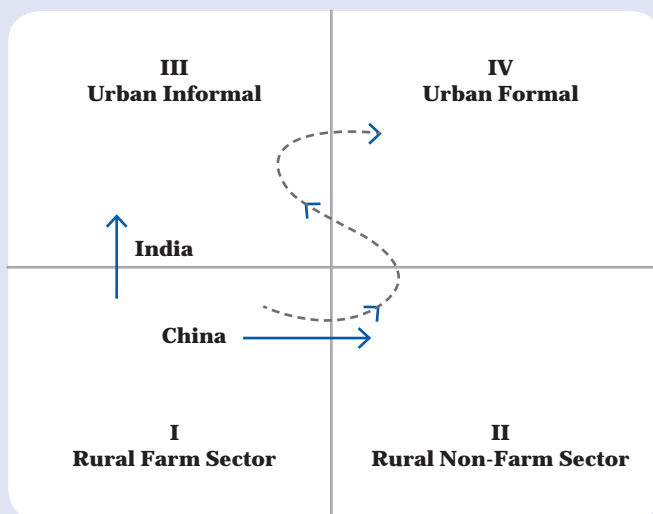 III
Urban Informal
IV
Urban Formal
India
China
I
Rural Farm Sector
II
Rural Non-Farm Sector